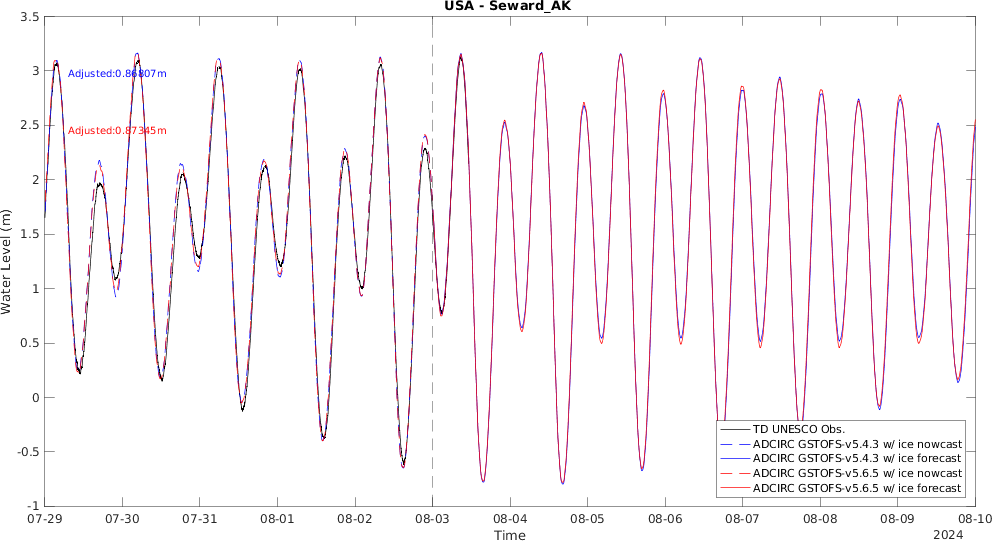 USA - Seward_AK
3.5
3
2.5
2
1.5
1
0.5
0
-0.5
-1
Water Level (m)
Adjusted:0.86807m
Adjusted:0.87345m
TD UNESCO Obs.
ADCIRC GSTOFS-v5.4.3 w/ ice nowcast
ADCIRC GSTOFS-v5.4.3 w/ ice forecast
ADCIRC GSTOFS-v5.6.5 w/ ice nowcast
ADCIRC GSTOFS-v5.6.5 w/ ice forecast
07-29 07-30 07-31 08-01 08-02 08-03 08-04 08-05 08-06 08-07 08-08 08-09 08-10
Time
2024